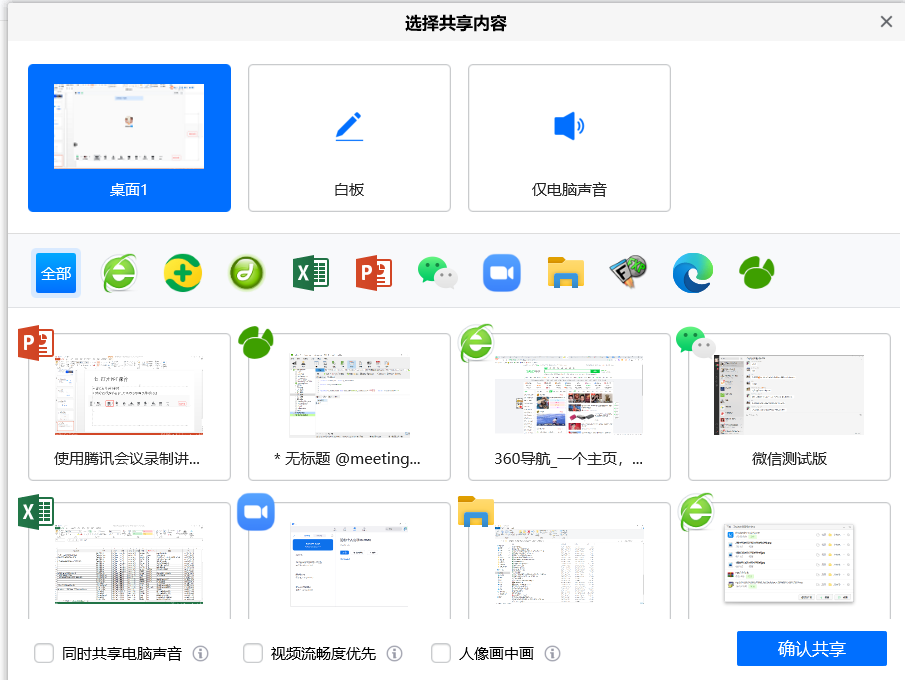 选择共享内容
桌面1
白板
仅电脑声音
全部
使用腾讯会议录制讲...
* 无标题 @meeting...
360导航_一个主页，...
微信测试版
同时共享电脑声音
视频流畅度优先
人像画中画
确认共享